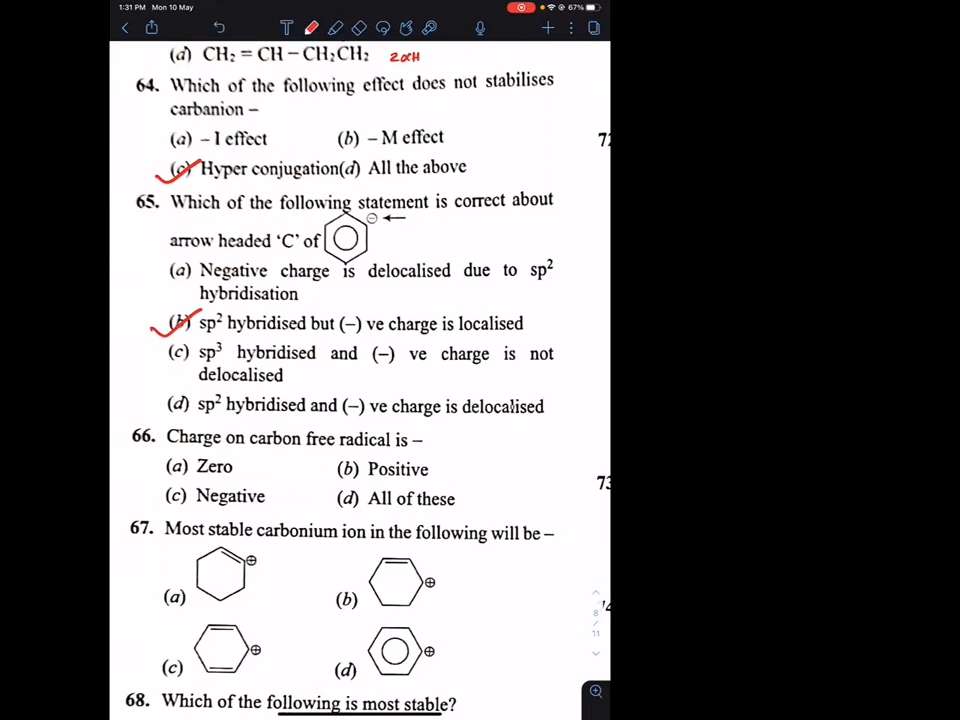 1:31 PM Mon 10 May
67%
(d) CH₂ = CH – CH₂CH₂ 2αH
64. Which of the following effect does not stabilises
carbanion –
(a) – I effect (b) – M effect
72
(c) Hyper conjugation(d) All the above
65. Which of the following statement is correct about
arrow headed ‘C’ of
(a) Negative charge is delocalised due to sp²
hybridisation
(b) sp² hybridised but (–) ve charge is localised
(c) sp³ hybridised and (–) ve charge is not
delocalised
(d) sp² hybridised and (–) ve charge is delocalised
66. Charge on carbon free radical is –
(a) Zero (b) Positive
73
(c) Negative (d) All of these
67. Most stable carbonium ion in the following will be –
(a) (b)
8
/
11
(c) (d)
68. Which of the following is most stable?